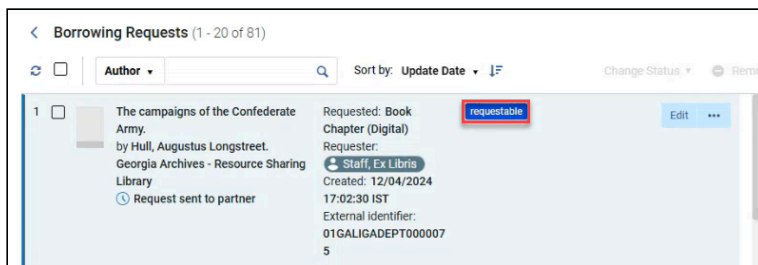 Borrowing Requests (1 - 20 of 81)
Author Sort by: Update Date Change Status
1 The campaigns of the Confederate Army.
by Hull, Augustus Longstreet.
Georgia Archives - Resource Sharing Library
Request sent to partner
Requested: Book Chapter (Digital)
Requester:
Staff, Ex Libris
Created: 12/04/2024
17:02:30 IST
External identifier:
01GALIGADEPT000007
5
requestable
Edit